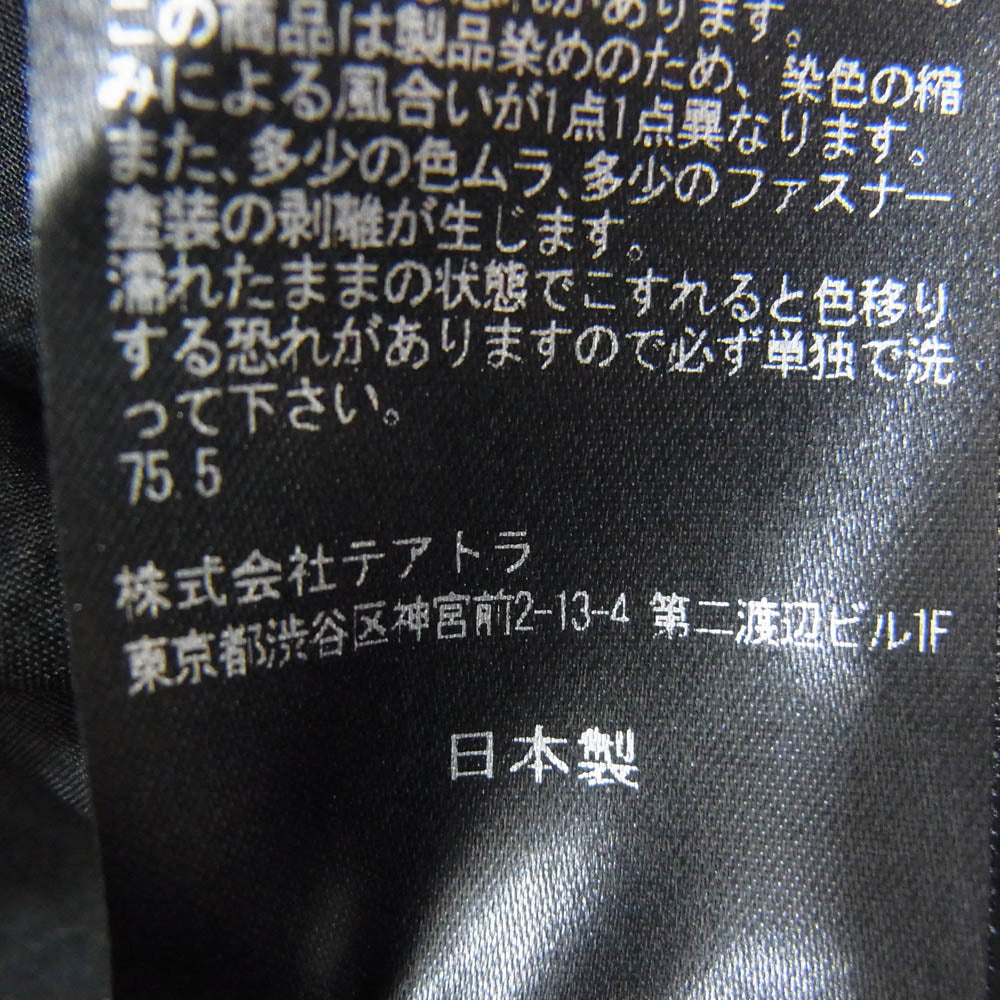 があります。
この商品は製品染めのため、染色の縮
みによる風合いが1点1点異なります。
また、多少の色ムラ、多少のファスナー
塗装の剥離が生じます。
濡れたままの状態でこすれると色移り
する恐れがありますので必ず単独で洗
って下さい。
75.5
株式会社テアトラ
東京都渋谷区神宮前2-13-4 第二渡辺ビル1F
日本製